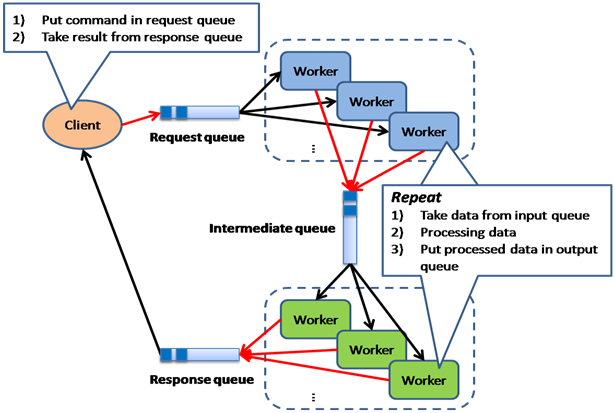 1) Put command in request queue
2) Take result from response queue
Client
Request queue
Worker
Worker
Worker
...
Intermediate queue
Repeat
1) Take data from input queue
2) Processing data
3) Put processed data in output
queue
Worker
Worker
Worker
Response queue
...